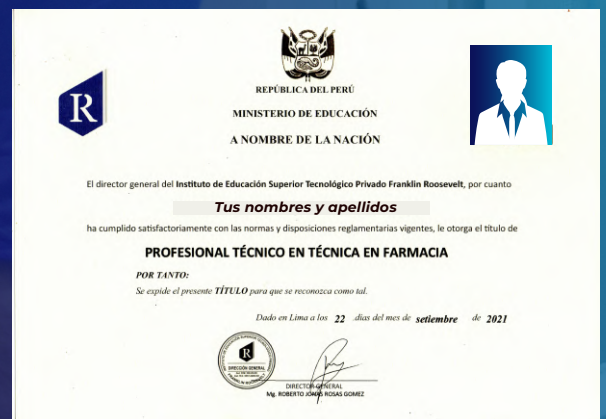 REPÚBLICA DEL PERÚ
R
MINISTERIO DE EDUCACIÓN
A NOMBRE DE LA NACIÓN
El director general del Instituto de Educación Superior Tecnológico Privado Franklin Roosevelt, por cuanto
Tus nombres y apellidos
ha cumplido satisfactoriamente con las normas y disposiciones reglamentarias vigentes, le otorga el título de
PROFESIONAL TÉCNICO EN TÉCNICA EN FARMACIA
POR TANTO:
Se expide el presente TÍTULO para que se reconozca como tal.
Dado en Lima a los 22 .días del mes de setiembre de 2021
R
DIRECCIÓN GENERAL
DIRECTOR GENERAL
Mg. ROBERTO JONÁS ROSAS GOMEZ